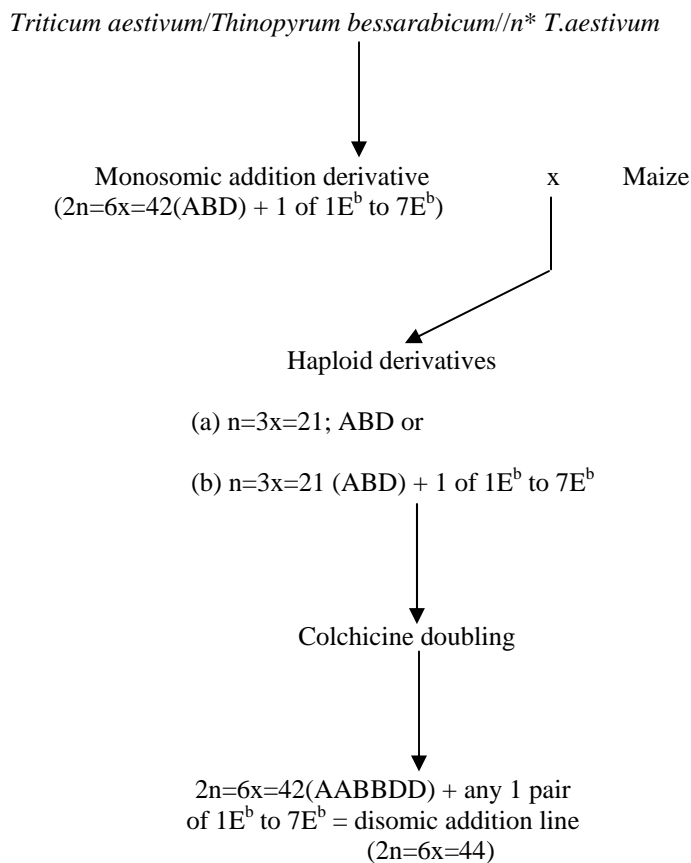 Triticum aestivum/Thinopyrum bessarabicum//n* T.aestivum
Monosomic addition derivative x Maize
(2n=6x=42(ABD) + 1 of 1E^b to 7E^b)
Haploid derivatives
(a) n=3x=21; ABD or
(b) n=3x=21 (ABD) + 1 of 1E^b to 7E^b
Colchicine doubling
2n=6x=42(AABBDD) + any 1 pair
of 1E^b to 7E^b = disomic addition line
(2n=6x=44)